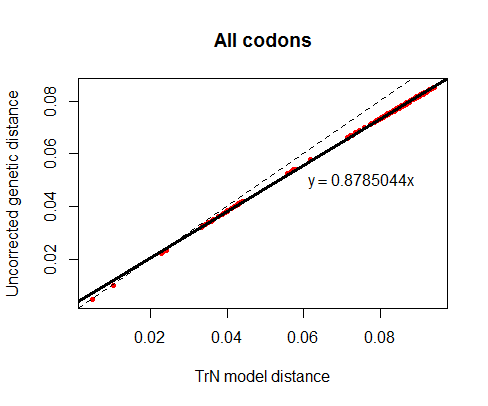 All codons
Uncorrected genetic distance
0.08
0.06
0.04
0.02
y = 0.8785044x
0.02 0.04 0.06 0.08
TrN model distance